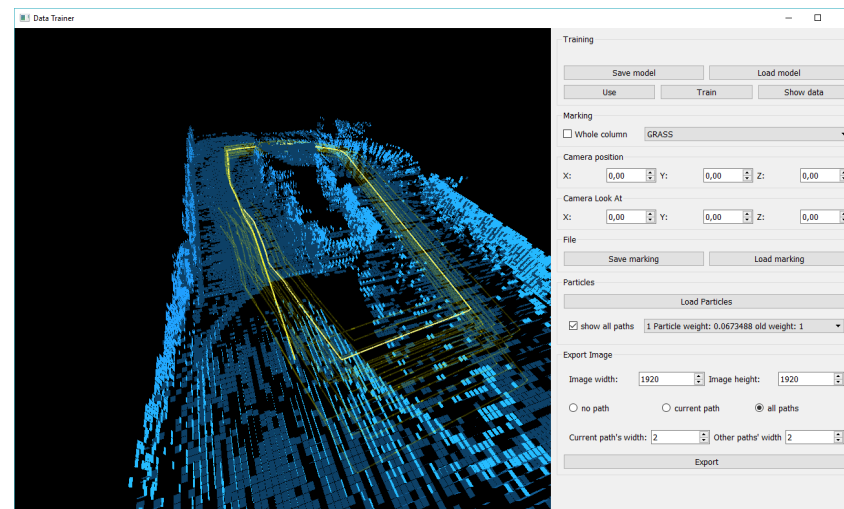 Data Trainer
Training
Save model Load model
Use Train Show data
Marking
Whole column GRASS
Camera position
X: 0,00 Y: 0,00 Z: 0,00
Camera Look At
X: 0,00 Y: 0,00 Z: 0,00
File
Save marking Load marking
Particles
Load Particles
show all paths 1 Particle weight: 0.0673488 old weight: 1
Export Image
Image width: 1920 Image height: 1920
no path current path all paths
Current path's width: 2 Other paths' width 2
Export